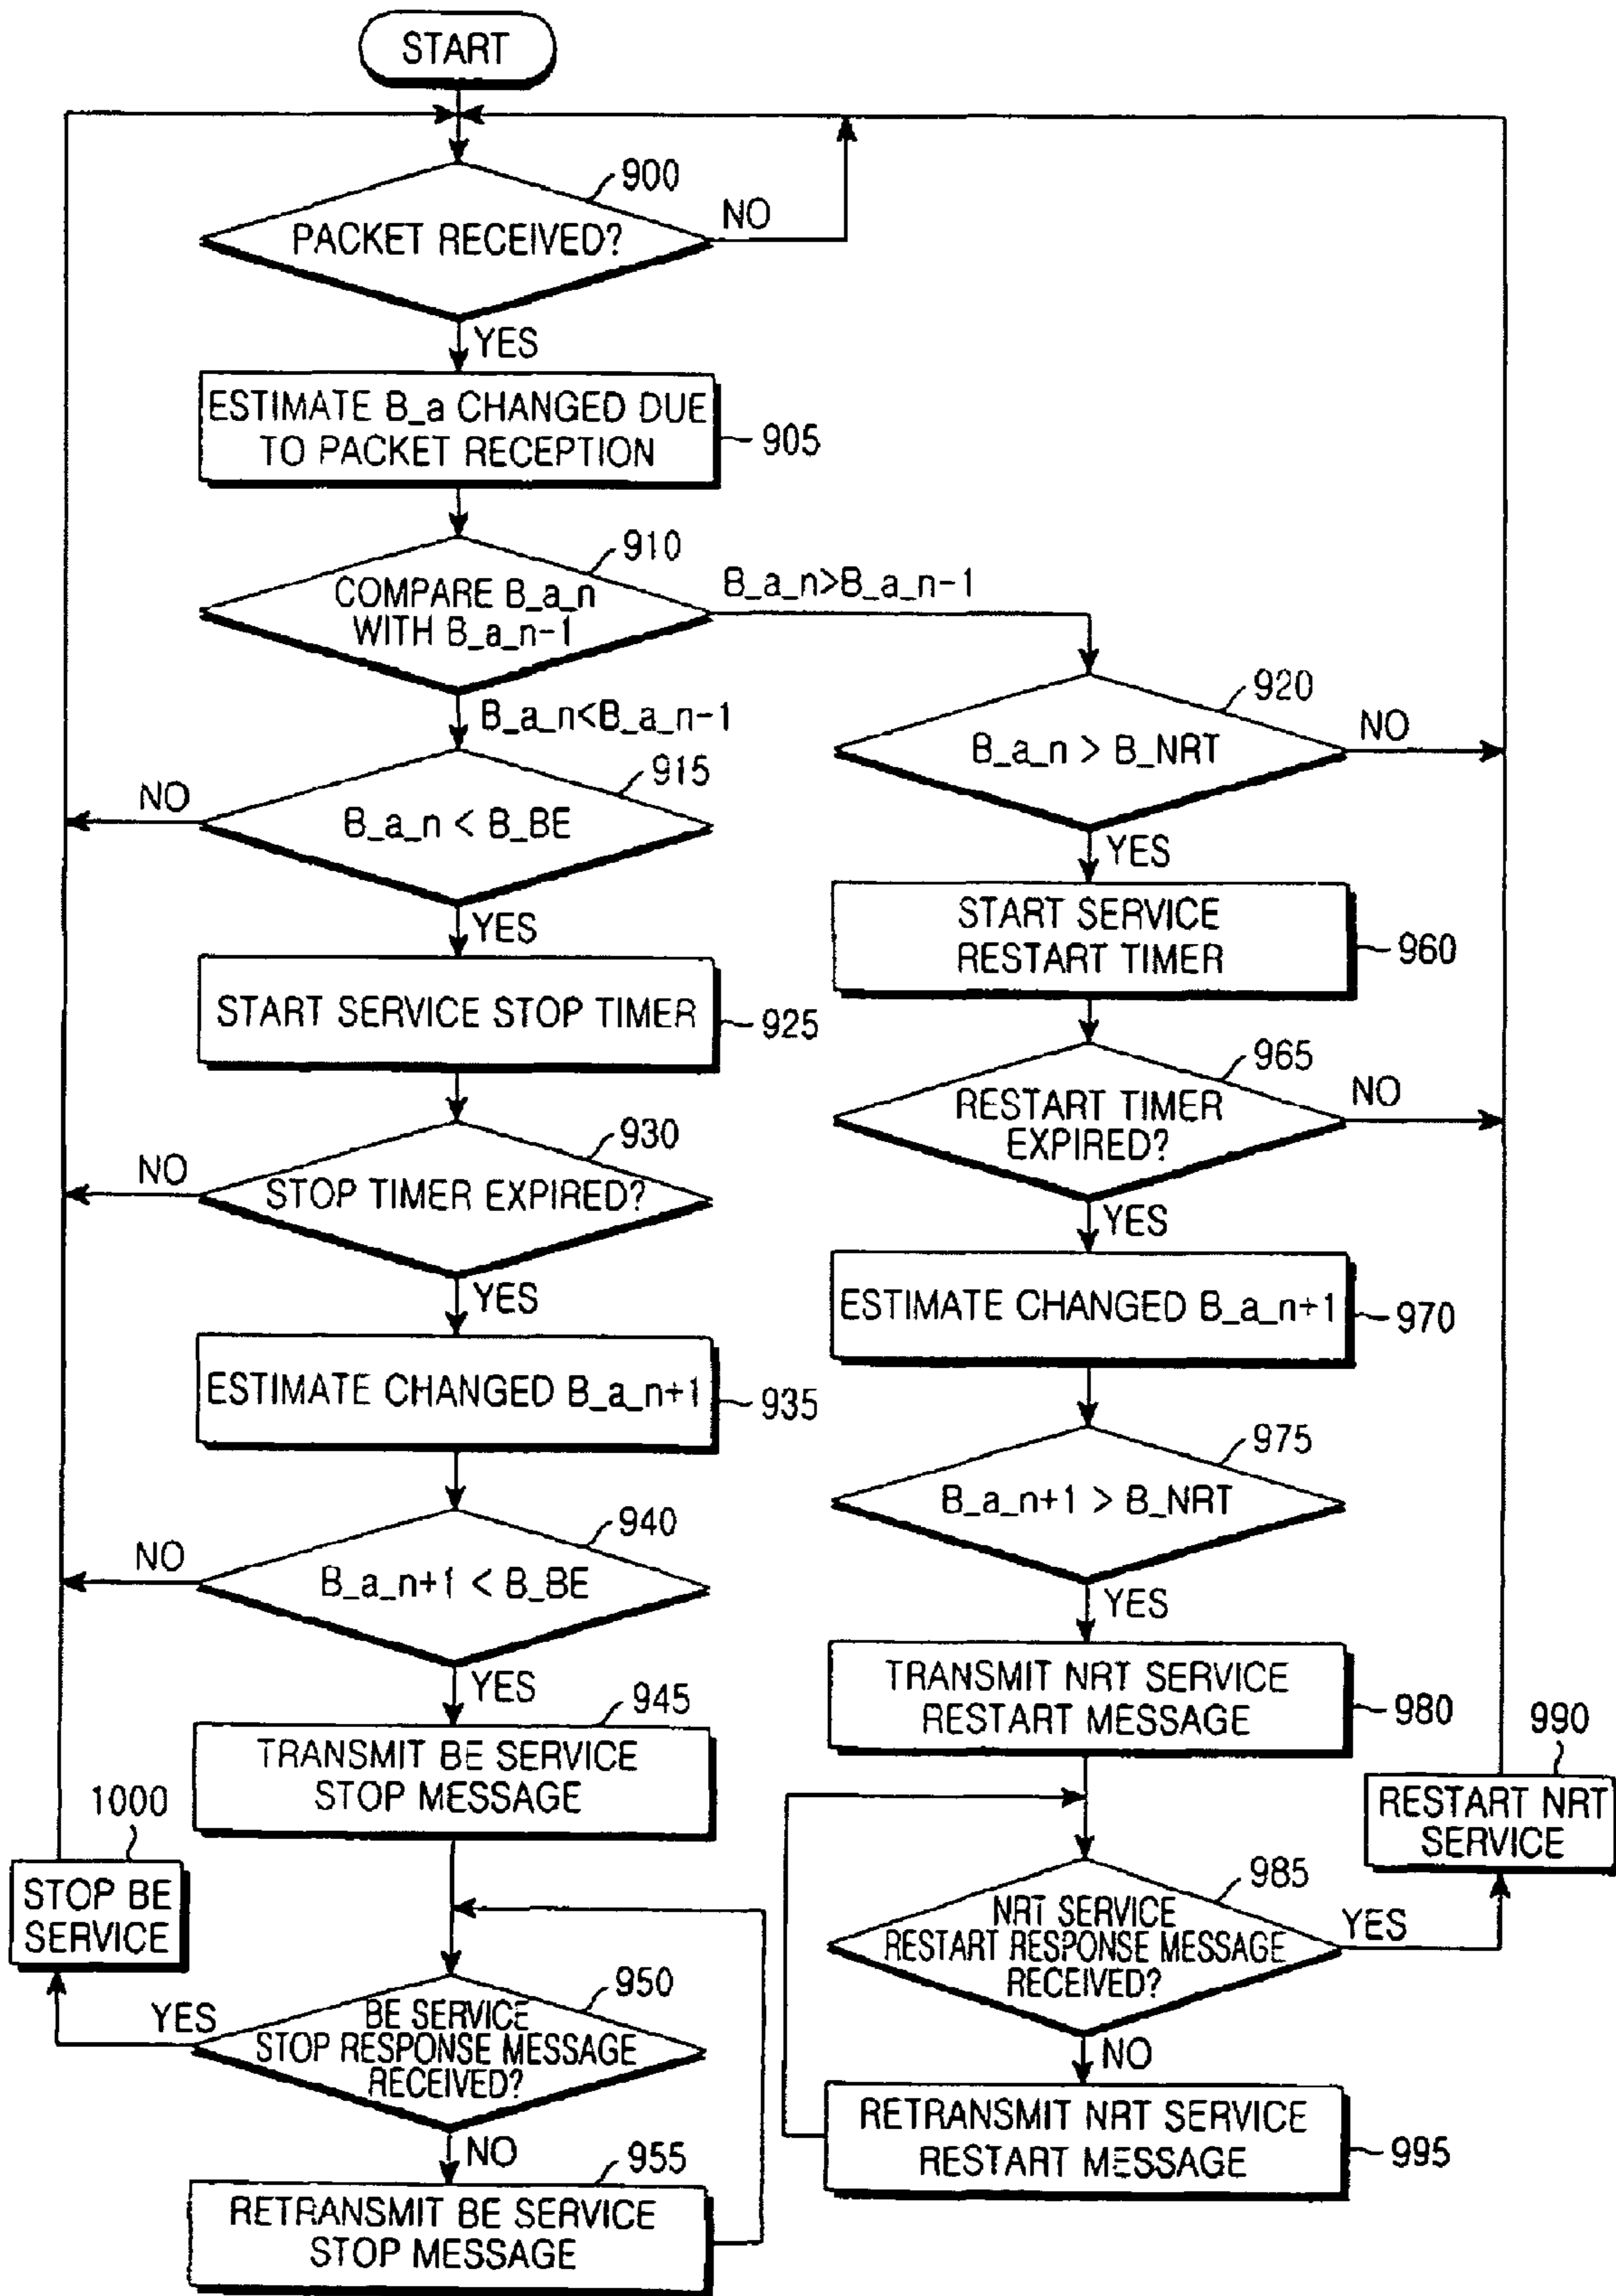 START
900
PACKET RECEIVED?
NO
YES
ESTIMATE B_a CHANGED DUE
TO PACKET RECEPTION
905
910
COMPARE B_a_n
WITH B_a_n-1
B_a_n>B_a_n-1
B_a_n<B_a_n-1
920
B_a_n > B_NRT
NO
YES
915
B_a_n < B_BE
NO
YES
START SERVICE
RESTART TIMER
960
START SERVICE STOP TIMER
925
965
RESTART TIMER
EXPIRED?
NO
YES
930
STOP TIMER EXPIRED?
NO
YES
ESTIMATE CHANGED B_a_n+1
970
ESTIMATE CHANGED B_a_n+1
935
975
B_a_n+1 > B_NRT
YES
940
B_a_n+1 < B_BE
NO
YES
TRANSMIT NRT SERVICE
RESTART MESSAGE
980
945
TRANSMIT BE SERVICE
STOP MESSAGE
990
RESTART NRT
SERVICE
1000
STOP BE
SERVICE
985
NRT SERVICE
RESTART RESPONSE MESSAGE
RECEIVED?
YES
NO
950
BE SERVICE
STOP RESPONSE MESSAGE
RECEIVED?
YES
NO
RETRANSMIT NRT SERVICE
RESTART MESSAGE
995
955
RETRANSMIT BE SERVICE
STOP MESSAGE